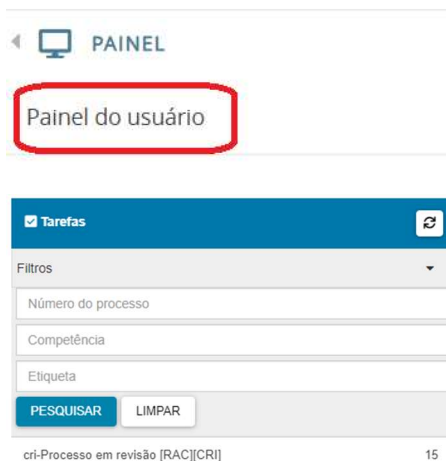 PAINEL
Painel do usuário
Tarefas
Filtros
Número do processo
Competência
Etiqueta
PESQUISAR LIMPAR
cri-Processo em revisão [RAC][CRI] 15